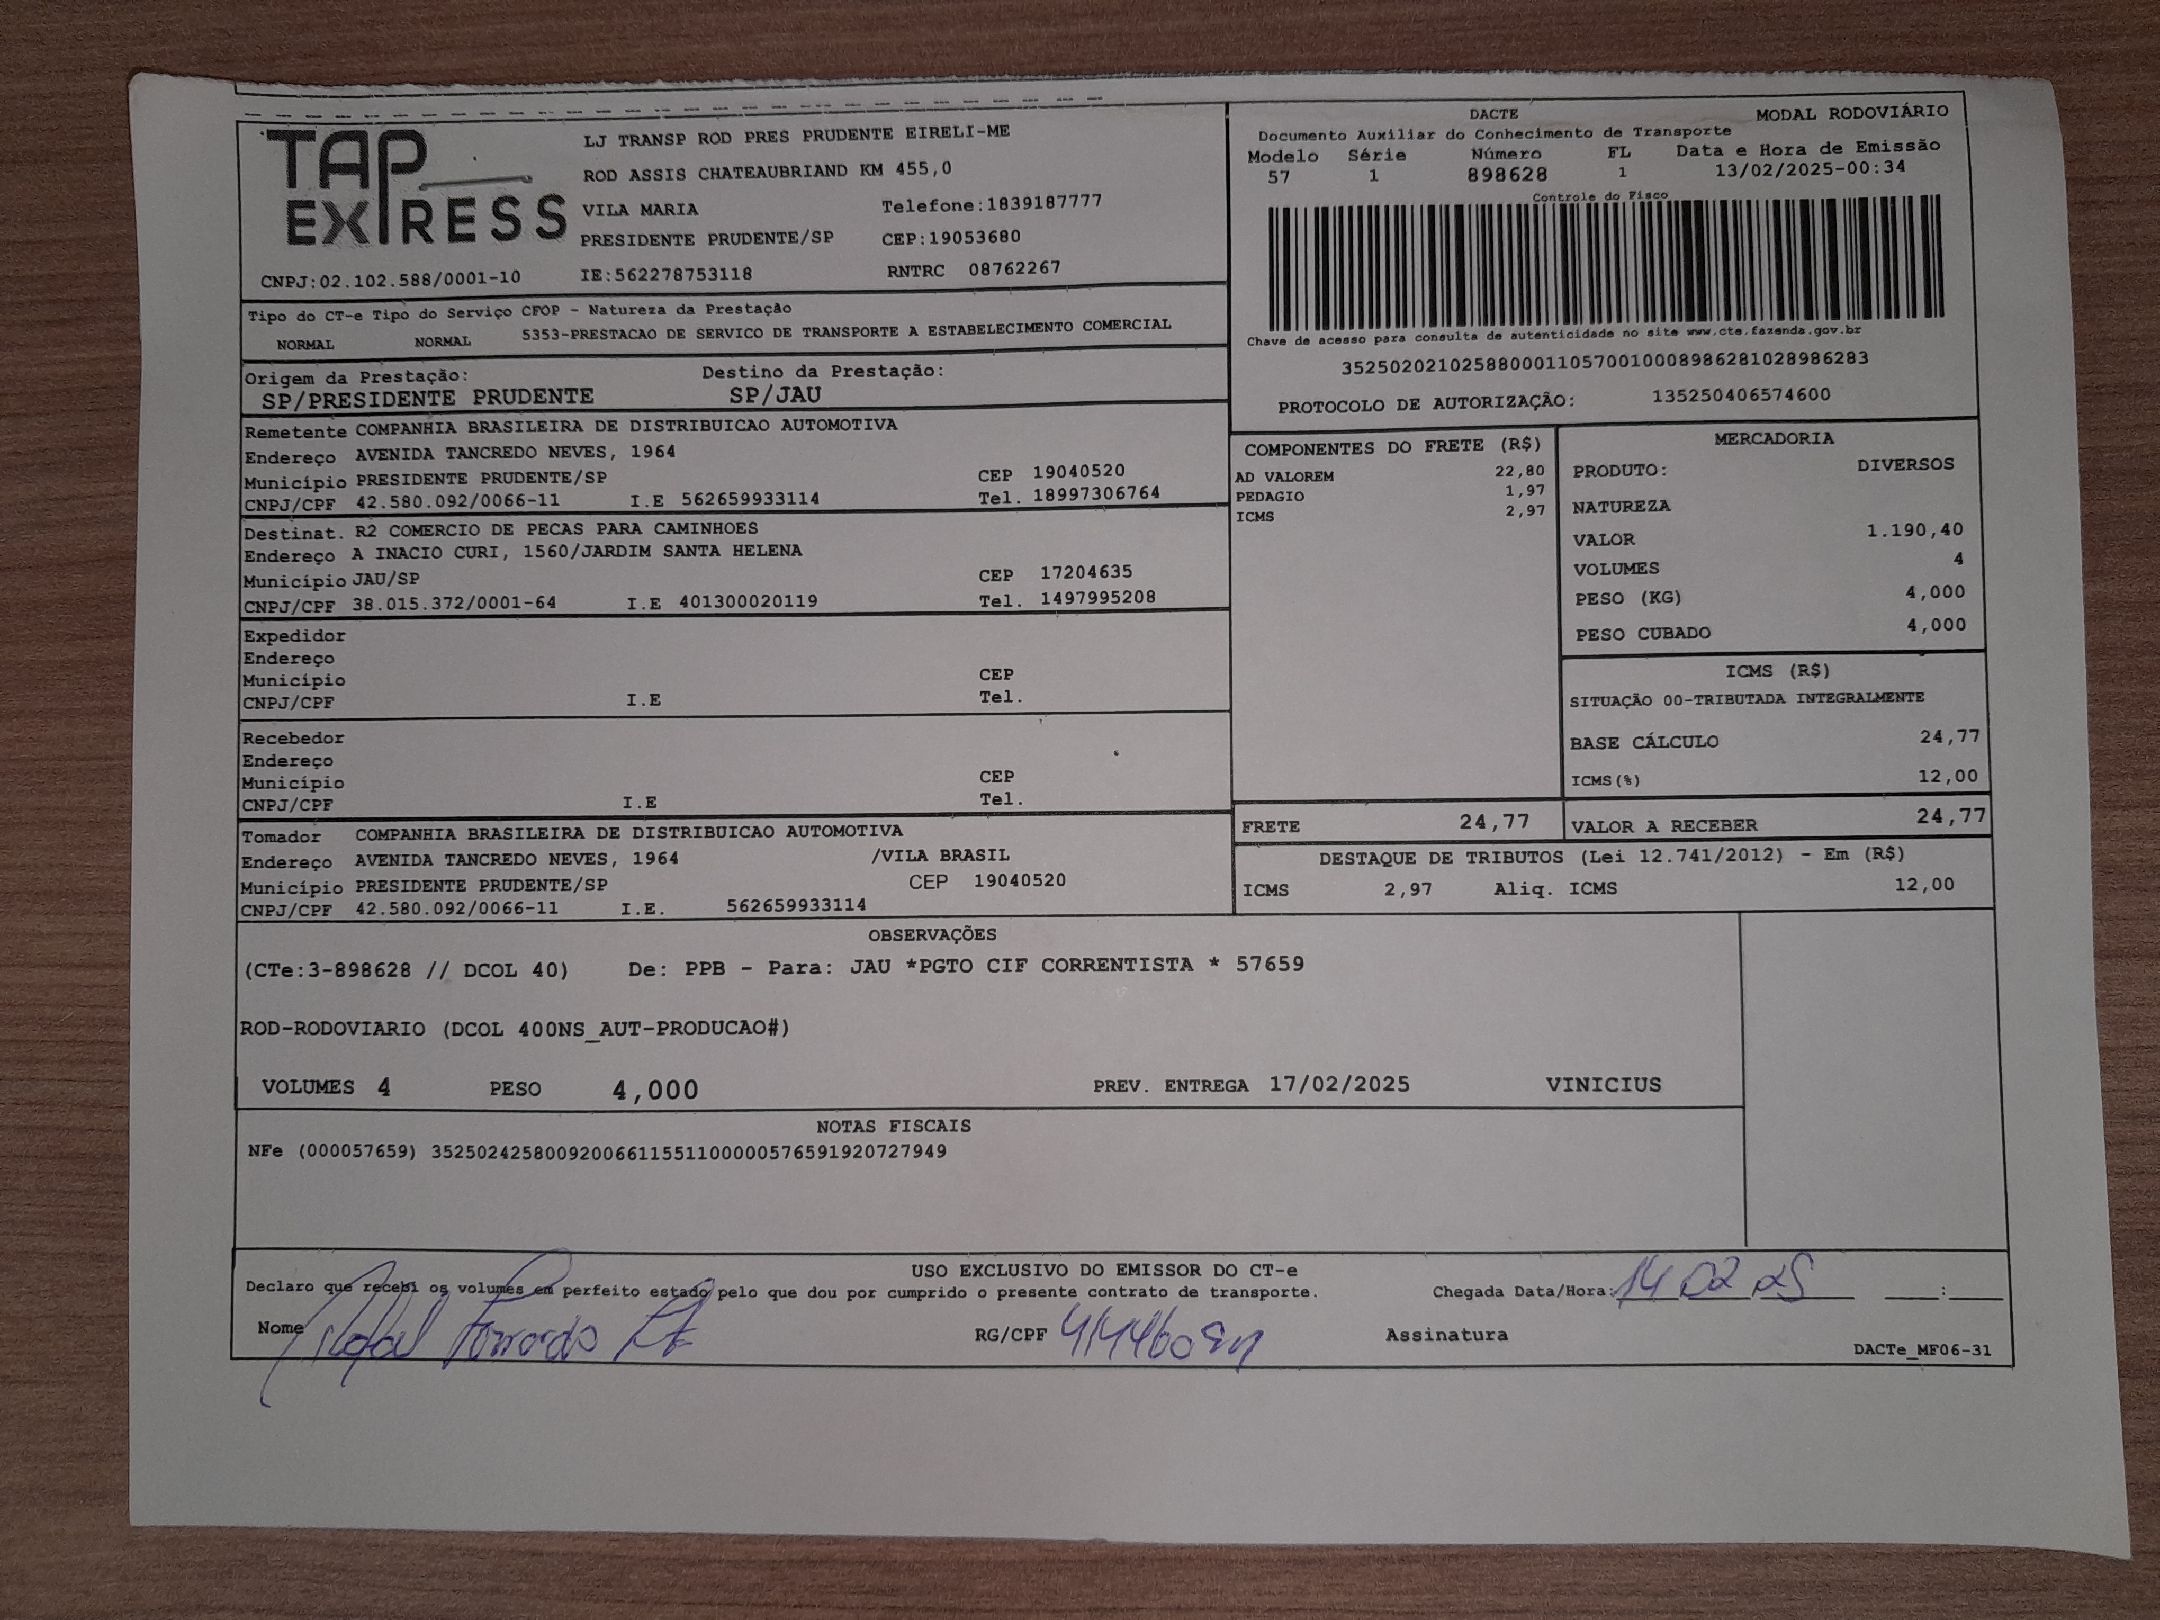 TAP EXPRESS
LJ TRANSP ROD PRES PRUDENTE EIRELI-ME
ROD ASSIS CHATEAUBRIAND KM 455,0
VILA MARIA Telefone:1839187777
PRESIDENTE PRUDENTE/SP CEP:19053680
CNPJ:02.102.588/0001-10 IE:562278753118 RNTRC 08762267
DACTE MODAL RODOVIÁRIO
Documento Auxiliar do Conhecimento de Transporte
Modelo Série Número FL Data e Hora de Emissão
57 1 898628 1 13/02/2025-00:34
Controle do Fisco
Chave de acesso para consulta de autenticidade no site www.cte.fazenda.gov.br
35250202102588000110570010008986281028986283
PROTOCOLO DE AUTORIZAÇÃO: 135250406574600
Tipo do CT-e Tipo do Serviço CFOP - Natureza da Prestação
NORMAL NORMAL 5353-PRESTACAO DE SERVICO DE TRANSPORTE A ESTABELECIMENTO COMERCIAL
Origem da Prestação: Destino da Prestação:
SP/PRESIDENTE PRUDENTE SP/JAU
Remetente COMPANHIA BRASILEIRA DE DISTRIBUICAO AUTOMOTIVA
Endereço AVENIDA TANCREDO NEVES, 1964
Município PRESIDENTE PRUDENTE/SP CEP 19040520
CNPJ/CPF 42.580.092/0066-11 I.E 562659933114 Tel. 18997306764
Destinat. R2 COMERCIO DE PECAS PARA CAMINHOES
Endereço A INACIO CURI, 1560/JARDIM SANTA HELENA
Município JAU/SP CEP 17204635
CNPJ/CPF 38.015.372/0001-64 I.E 401300020119 Tel. 1497995208
Expedidor
Endereço
Município CEP
CNPJ/CPF I.E Tel.
Recebedor
Endereço
Município CEP
CNPJ/CPF I.E Tel.
Tomador COMPANHIA BRASILEIRA DE DISTRIBUICAO AUTOMOTIVA
Endereço AVENIDA TANCREDO NEVES, 1964 /VILA BRASIL
Município PRESIDENTE PRUDENTE/SP CEP 19040520
CNPJ/CPF 42.580.092/0066-11 I.E. 562659933114
COMPONENTES DO FRETE (R$)
AD VALOREM 22,80
PEDAGIO 1,97
ICMS 2,97
MERCADORIA
PRODUTO: DIVERSOS
NATUREZA
VALOR 1.190,40
VOLUMES 4
PESO (KG) 4,000
PESO CUBADO 4,000
ICMS (R$)
SITUAÇÃO 00-TRIBUTADA INTEGRALMENTE
BASE CÁLCULO 24,77
ICMS(%) 12,00
FRETE 24,77 VALOR A RECEBER 24,77
DESTAQUE DE TRIBUTOS (Lei 12.741/2012) - Em (R$)
ICMS 2,97 Aliq. ICMS 12,00
OBSERVAÇÕES
(CTe:3-898628 // DCOL 40) De: PPB - Para: JAU *PGTO CIF CORRENTISTA * 57659
ROD-RODOVIARIO (DCOL 400NS_AUT-PRODUCAO#)
VOLUMES 4 PESO 4,000 PREV. ENTREGA 17/02/2025 VINICIUS
NOTAS FISCAIS
NFe (000057659) 35250242580092006611551100000576591920727949
USO EXCLUSIVO DO EMISSOR DO CT-e
Declaro que recebi os volumes em perfeito estado pelo que dou por cumprido o presente contrato de transporte. Chegada Data/Hora: 14 02 25 :
Nome RG/CPF Assinatura
DACTe_MF06-31